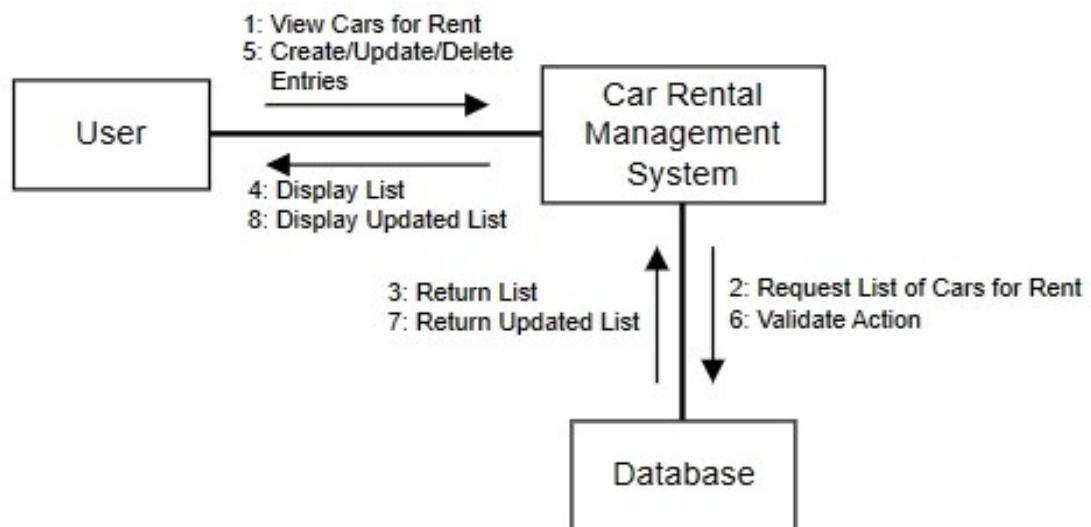 1: View Cars for Rent
5: Create/Update/Delete
Entries
User
Car Rental
Management
System
4: Display List
8: Display Updated List
3: Return List
7: Return Updated List
2: Request List of Cars for Rent
6: Validate Action
Database